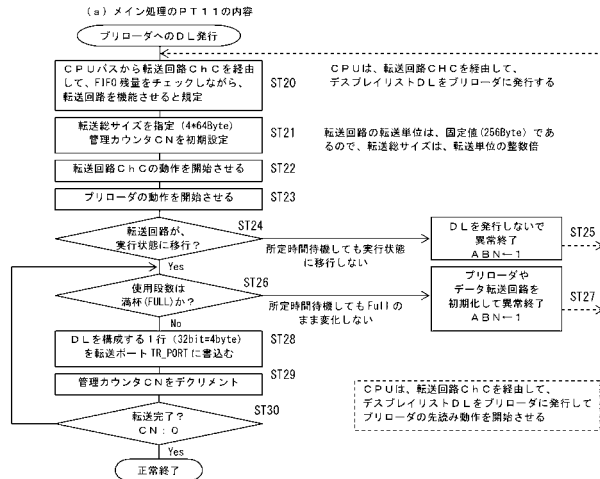 (a) メイン処理のPT11の内容
プリローダへのDL発行
CPUバスから転送回路ChCを経由
して、FIFO残量をチェックしながら、
転送回路を機能させると規定
ST20
CPUは、転送回路CHCを経由して、
デスプレイリストDLをプリローダに発行する
転送総サイズを指定 (4*64Byte)
管理カウンタCNを初期設定
ST21
転送回路の転送単位は、固定値(256Byte)であ
るので、転送総サイズは、転送単位の整数倍
転送回路ChCの動作を開始させる
ST22
プリローダの動作を開始させる
ST23
転送回路が、
実行状態に移行?
ST24
所定時間待機しても実行状態
に移行しない
DLを発行しないで
異常終了
ABN←1
ST25
Yes
使用段数は
満杯(FULL)か?
ST26
所定時間待機してもFullの
まま変化しない
プリローダや
データ転送回路を
初期化して異常終了
ABN←1
ST27
No
DLを構成する1行 (32bit=4byte)
を転送ポートTR_PORTに書込む
ST28
管理カウンタCNをデクリメント
ST29
転送完了?
CN:0
ST30
Yes
正常終了
CPUは、転送回路ChCを経由して、
デスプレイリストDLをプリローダに発行して
プリローダの先読み動作を開始させる